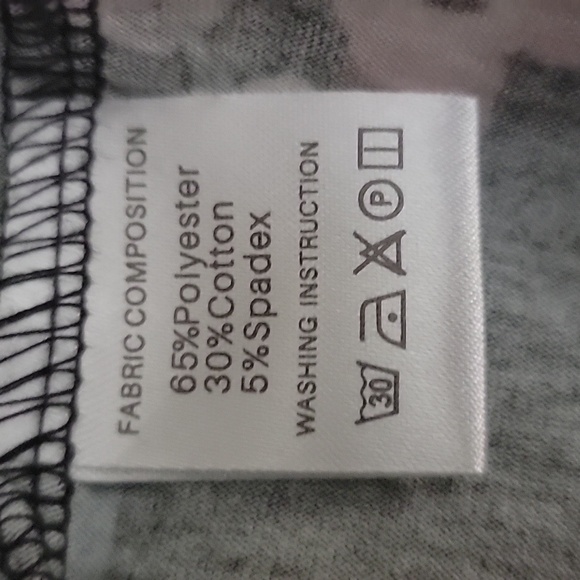 FABRIC COMPOSITION
65%Polyester
30%Cotton
5%Spadex
WASHING INSTRUCTION
30 P